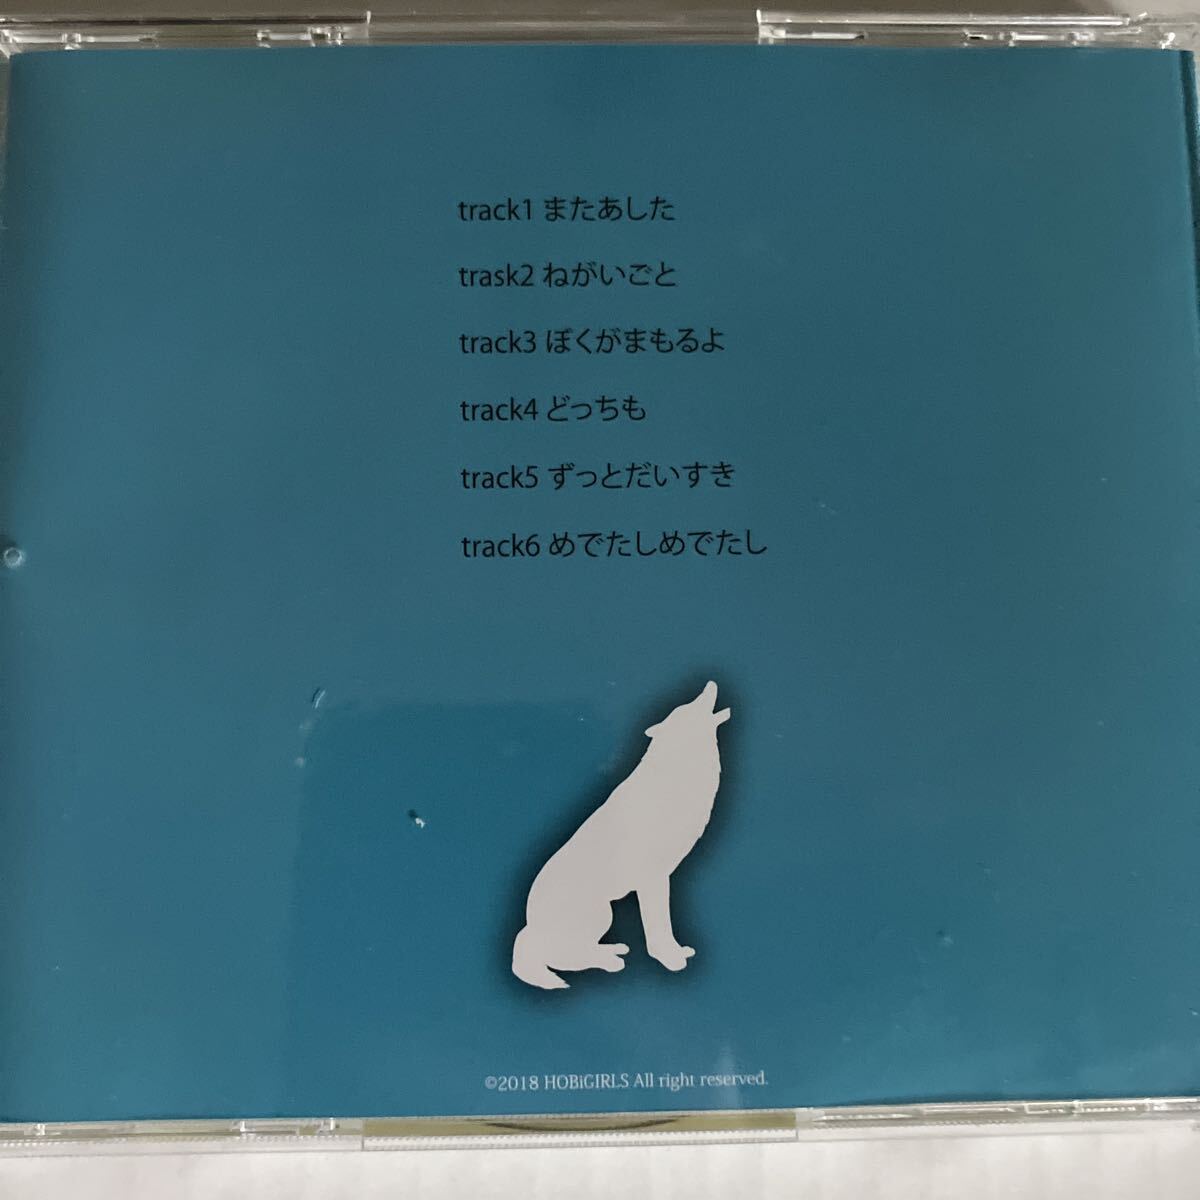 track1 またあした
trask2 ねがいごと
track3 ぼくがまもるよ
track4 どっちも
track5 ずっとだいすき
track6 めでたしめでたし
©2018 HOBiGIRLS All right reserved.